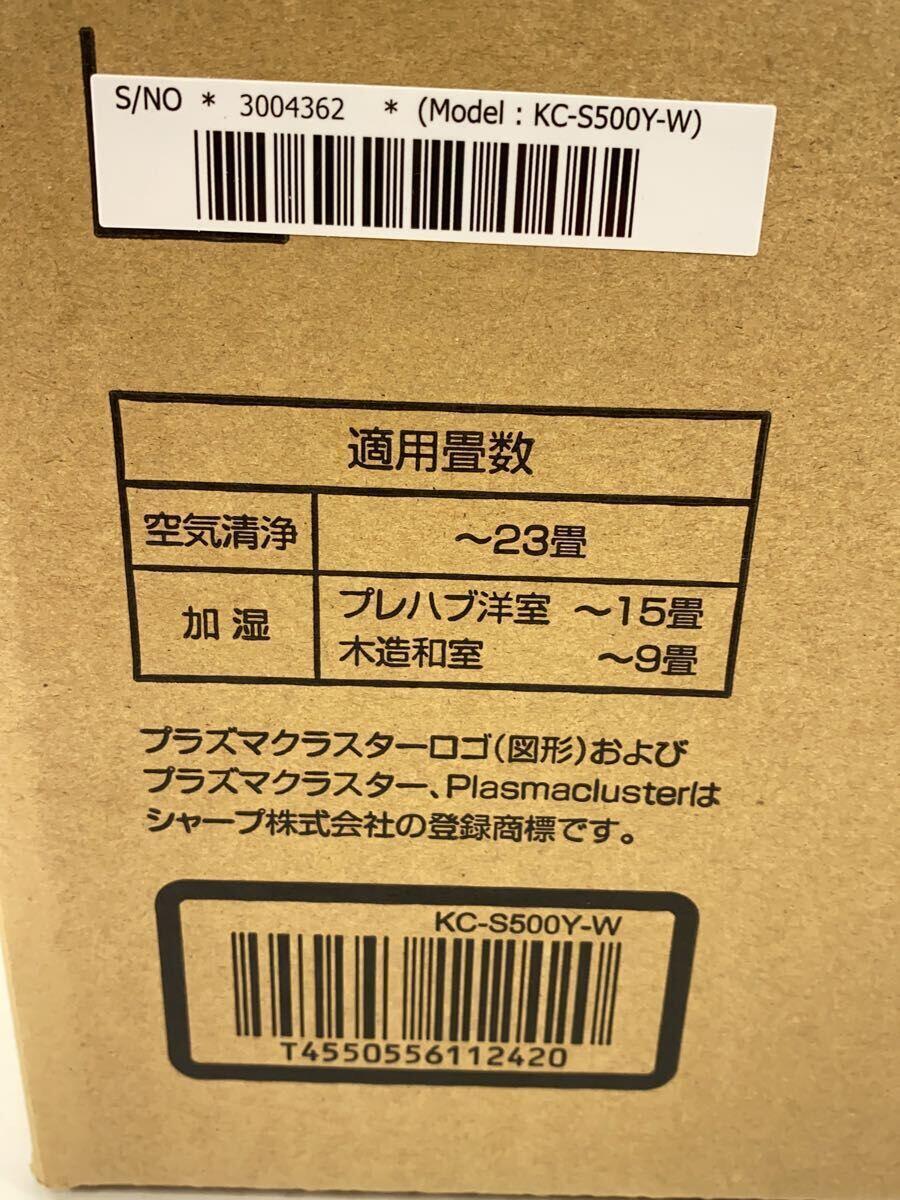 S/NO * 3004362 * (Model : KC-S500Y-W)
適用畳数
空気清浄 ～23畳
加湿 プレハブ洋室 ～15畳
木造和室 ～9畳
プラズマクラスターロゴ(図形)および
プラズマクラスター、Plasmaclusterは
シャープ株式会社の登録商標です。
KC-S500Y-W
T4550556112420